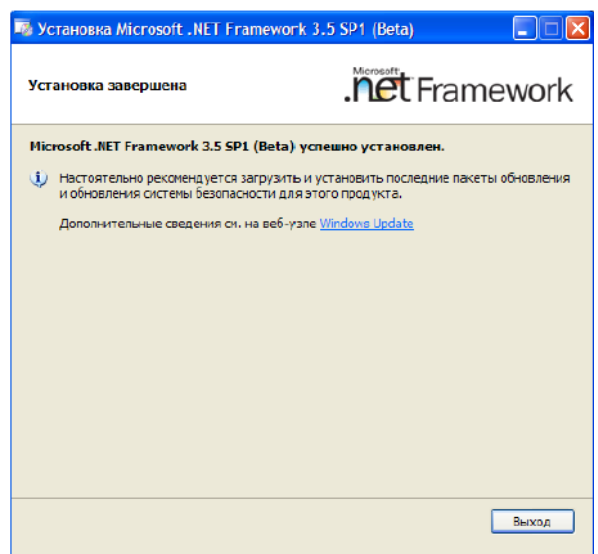 Установка Microsoft .NET Framework 3.5 SP1 (Beta)
Установка завершена
Microsoft
.net Framework
Microsoft .NET Framework 3.5 SP1 (Beta) успешно установлен.
Настоятельно рекомендуется загрузить и установить последние пакеты обновления
и обновления системы безопасности для этого продукта.
Дополнительные сведения см. на веб-узле Windows Update
Выход